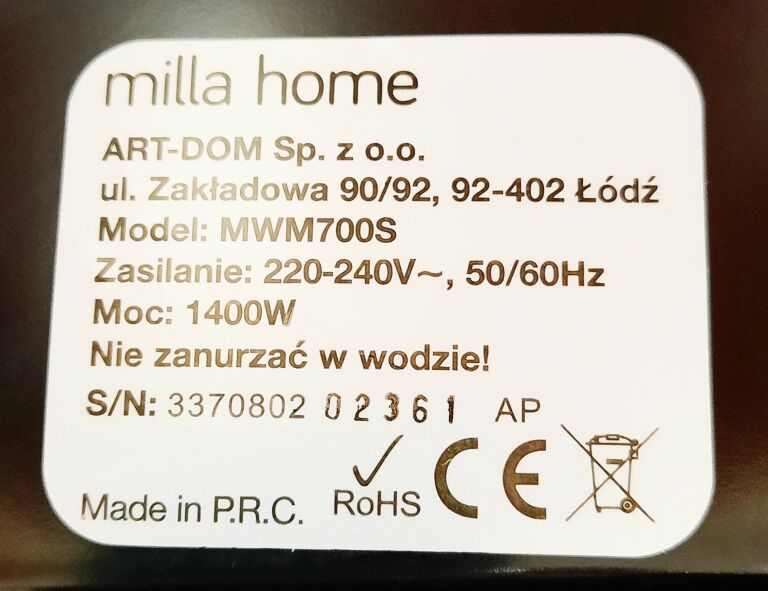 milla home
ART-DOM Sp. z o.o.
ul. Zakładowa 90/92, 92-402 Łódź
Model: MWM700S
Zasilanie: 220-240V~, 50/60Hz
Moc: 1400W
Nie zanurzać w wodzie!
S/N: 3370802 02361 AP
Made in P.R.C. RoHS CE